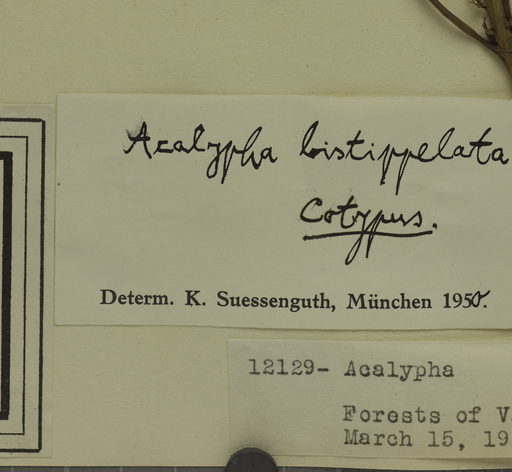 Acalypha bistippelata
Cotypus.
Determ. K. Suessenguth, München 1950.
12129- Acalypha
Forests of V
March 15, 19